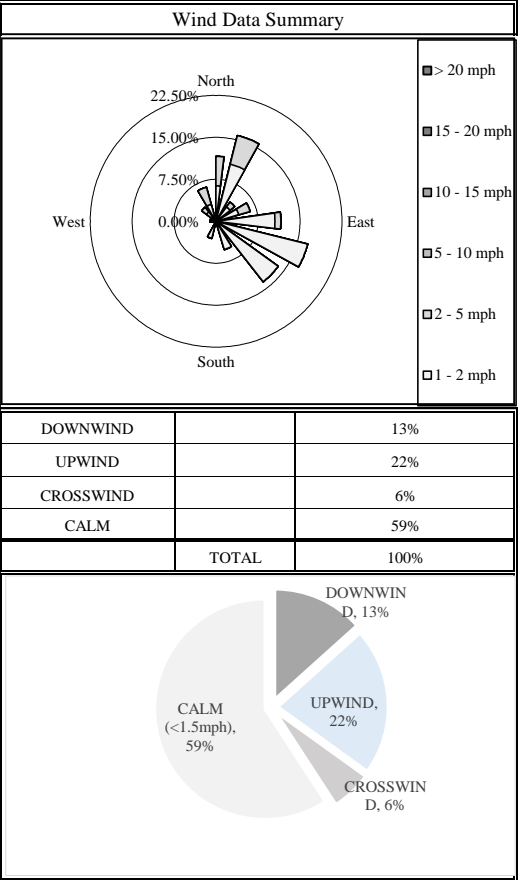 Wind Data Summary
North
22.50%
15.00%
7.50%
0.00%
West
East
South
> 20 mph
15 - 20 mph
10 - 15 mph
5 - 10 mph
2 - 5 mph
1 - 2 mph
DOWNWIND 13%
UPWIND 22%
CROSSWIND 6%
CALM 59%
TOTAL 100%
DOWNWIN
D, 13%
UPWIND,
22%
CALM
(<1.5mph),
59%
CROSSWIN
D, 6%